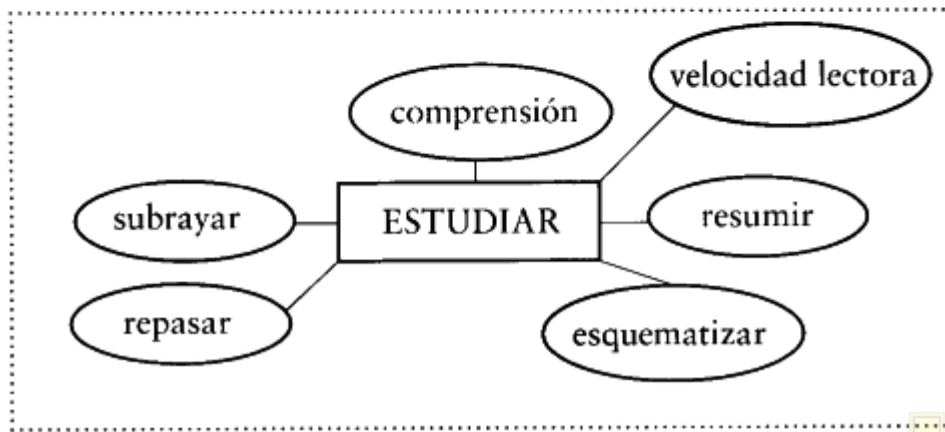 velocidad lectora
comprensión
subrayar
ESTUDIAR
resumir
repasar
esquematizar